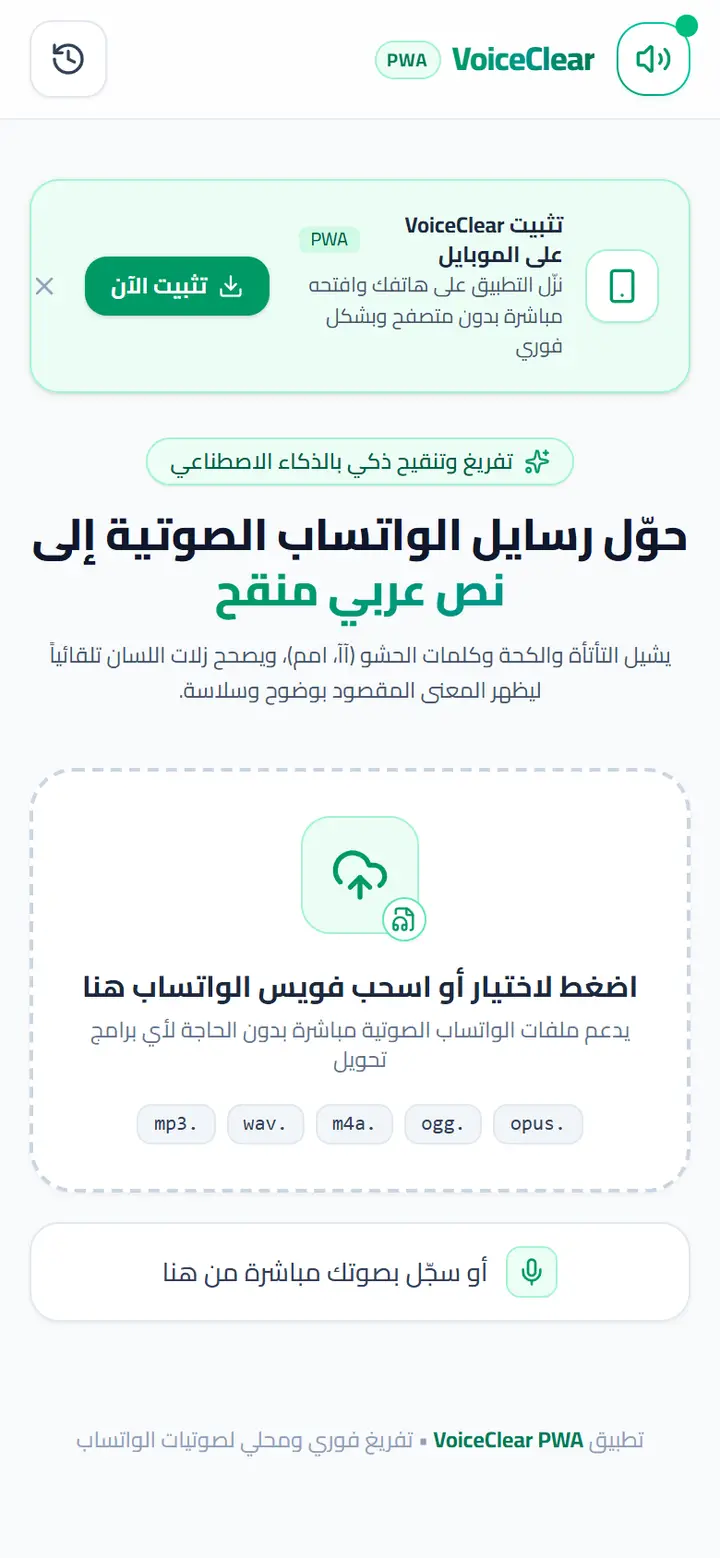 VoiceClear PWA
تثبيت VoiceClear
على الموبايل
PWA
نزّل التطبيق على هاتفك وافتحه
مباشرة بدون متصفح وبشكل
فوري
تثبيت الآن
تفريغ وتنقيح ذكي بالذكاء الاصطناعي
حوّل رسايل الواتساب الصوتية إلى
نص عربي منقح
يشيل التأتأة والكحة وكلمات الحشو (آآ، امم)، ويصحح زلات اللسان تلقائياً
ليظهر المعنى المقصود بوضوح وسلاسة.
اضغط لاختيار أو اسحب فويس الواتساب هنا
يدعم ملفات الواتساب الصوتية مباشرة بدون الحاجة لأي برامج
تحويل
opus. ogg. m4a. wav. mp3.
أو سجّل بصوتك مباشرة من هنا
تطبيق VoiceClear PWA ▪ تفريغ فوري ومحلي لصوتيات الواتساب